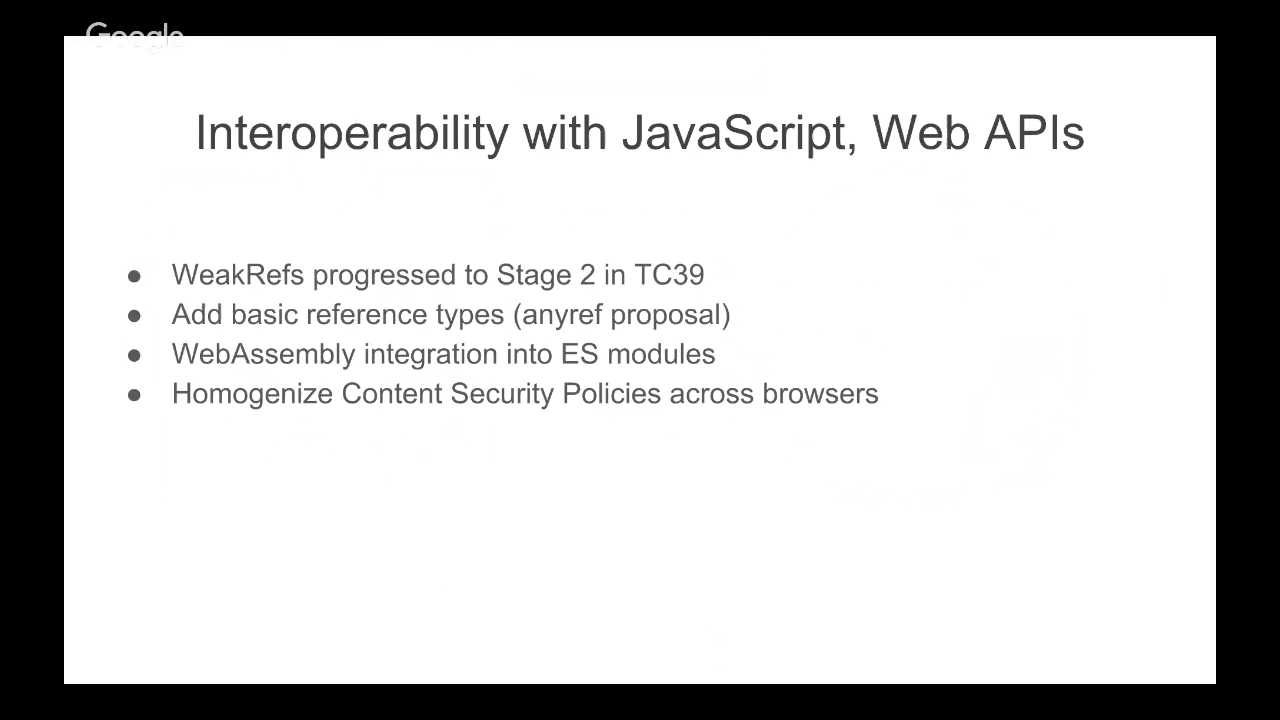 Google
Interoperability with JavaScript, Web APIs
● WeakRefs progressed to Stage 2 in TC39
● Add basic reference types (anyref proposal)
● WebAssembly integration into ES modules
● Homogenize Content Security Policies across browsers